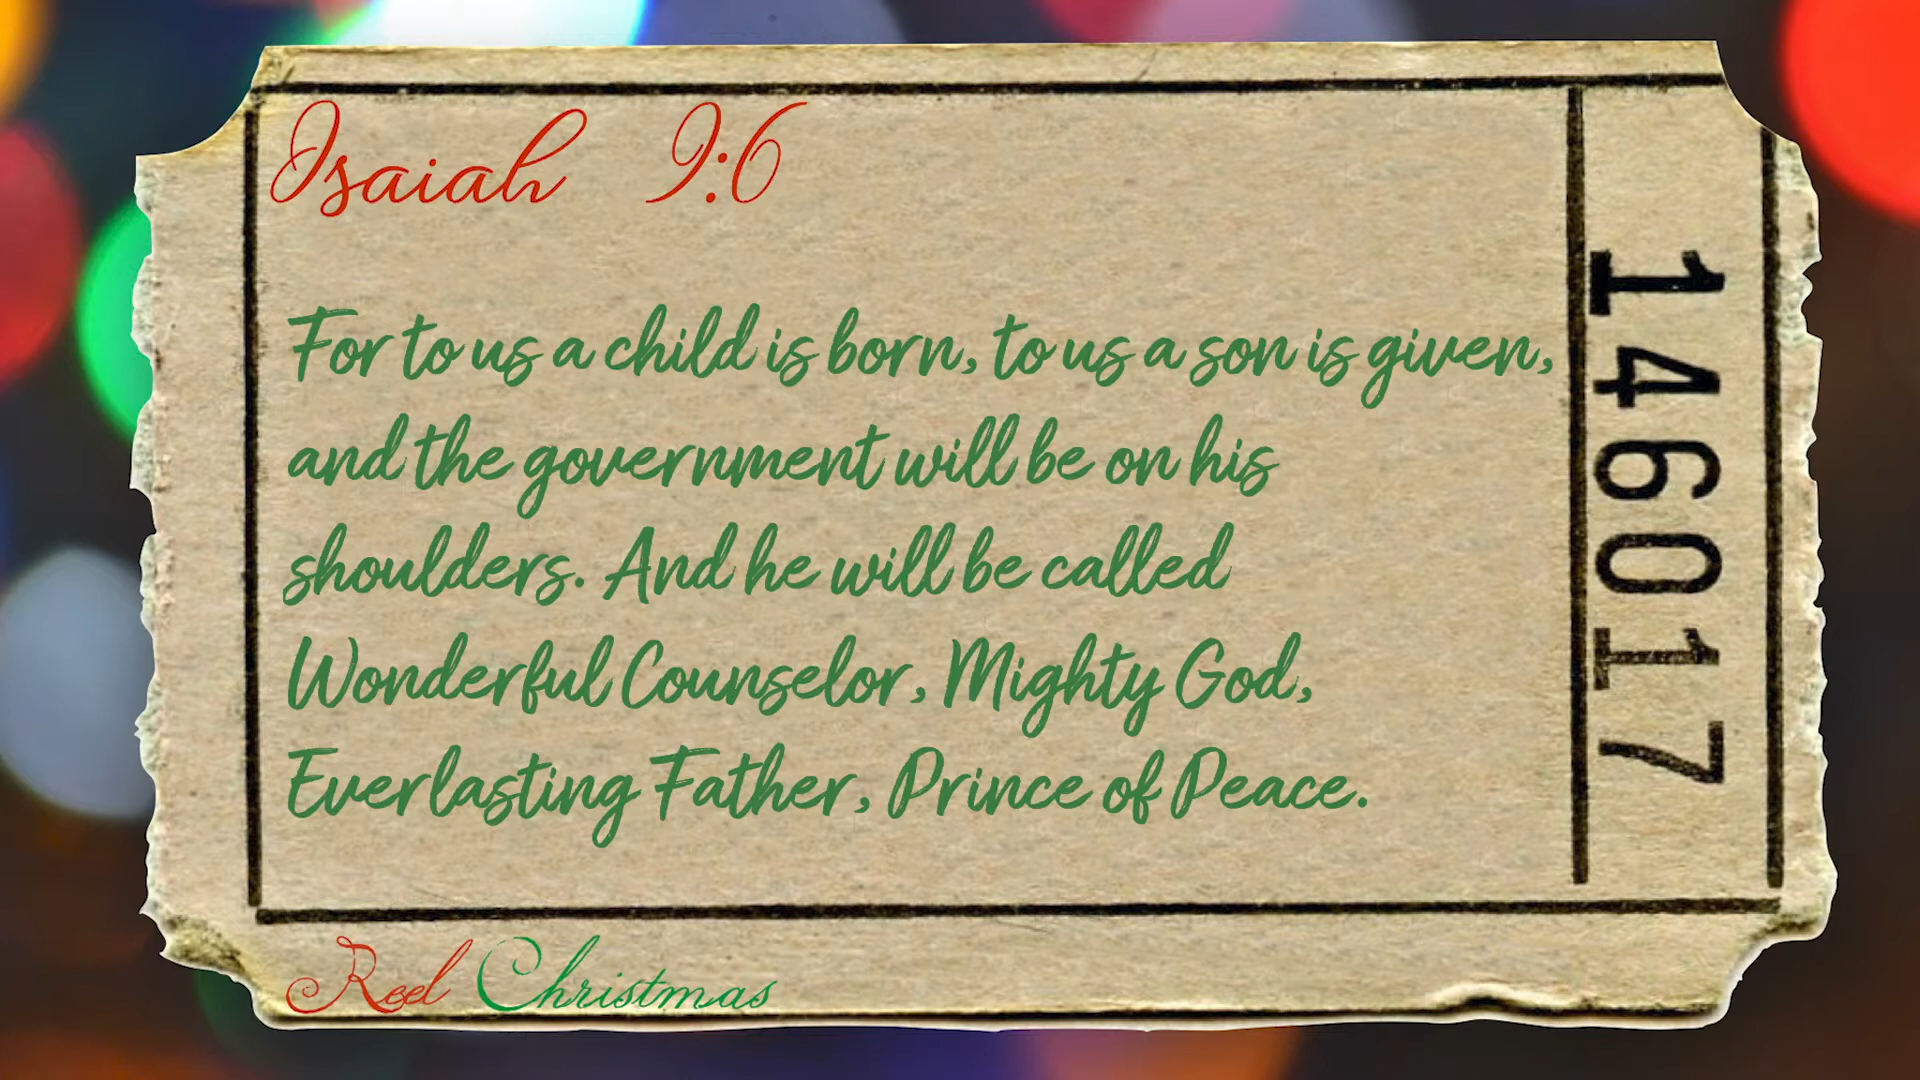 Isaiah 9:6
For to us a child is born, to us a son is given,
and the government will be on his
shoulders. And he will be called
Wonderful Counselor, Mighty God,
Everlasting Father, Prince of Peace.
146017
Reel Christmas